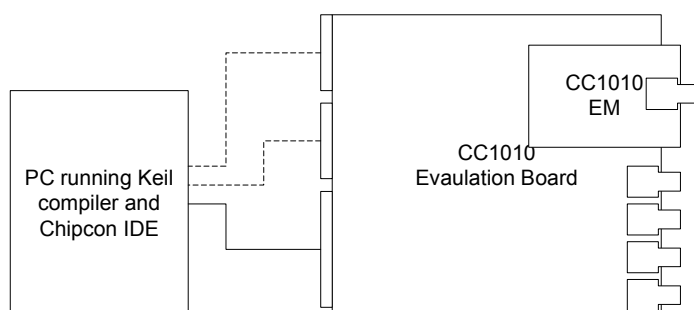 PC running Keil
compiler and
Chipcon IDE
CC1010
Evaulation Board
CC1010
EM